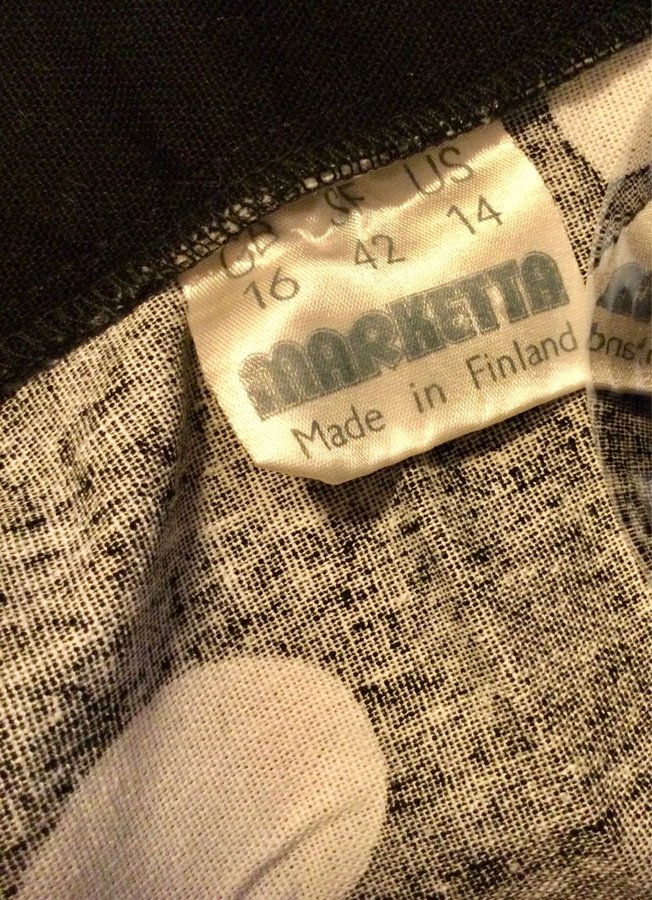 GB SF US
16 42 14
MARKETTA
Made in Finland